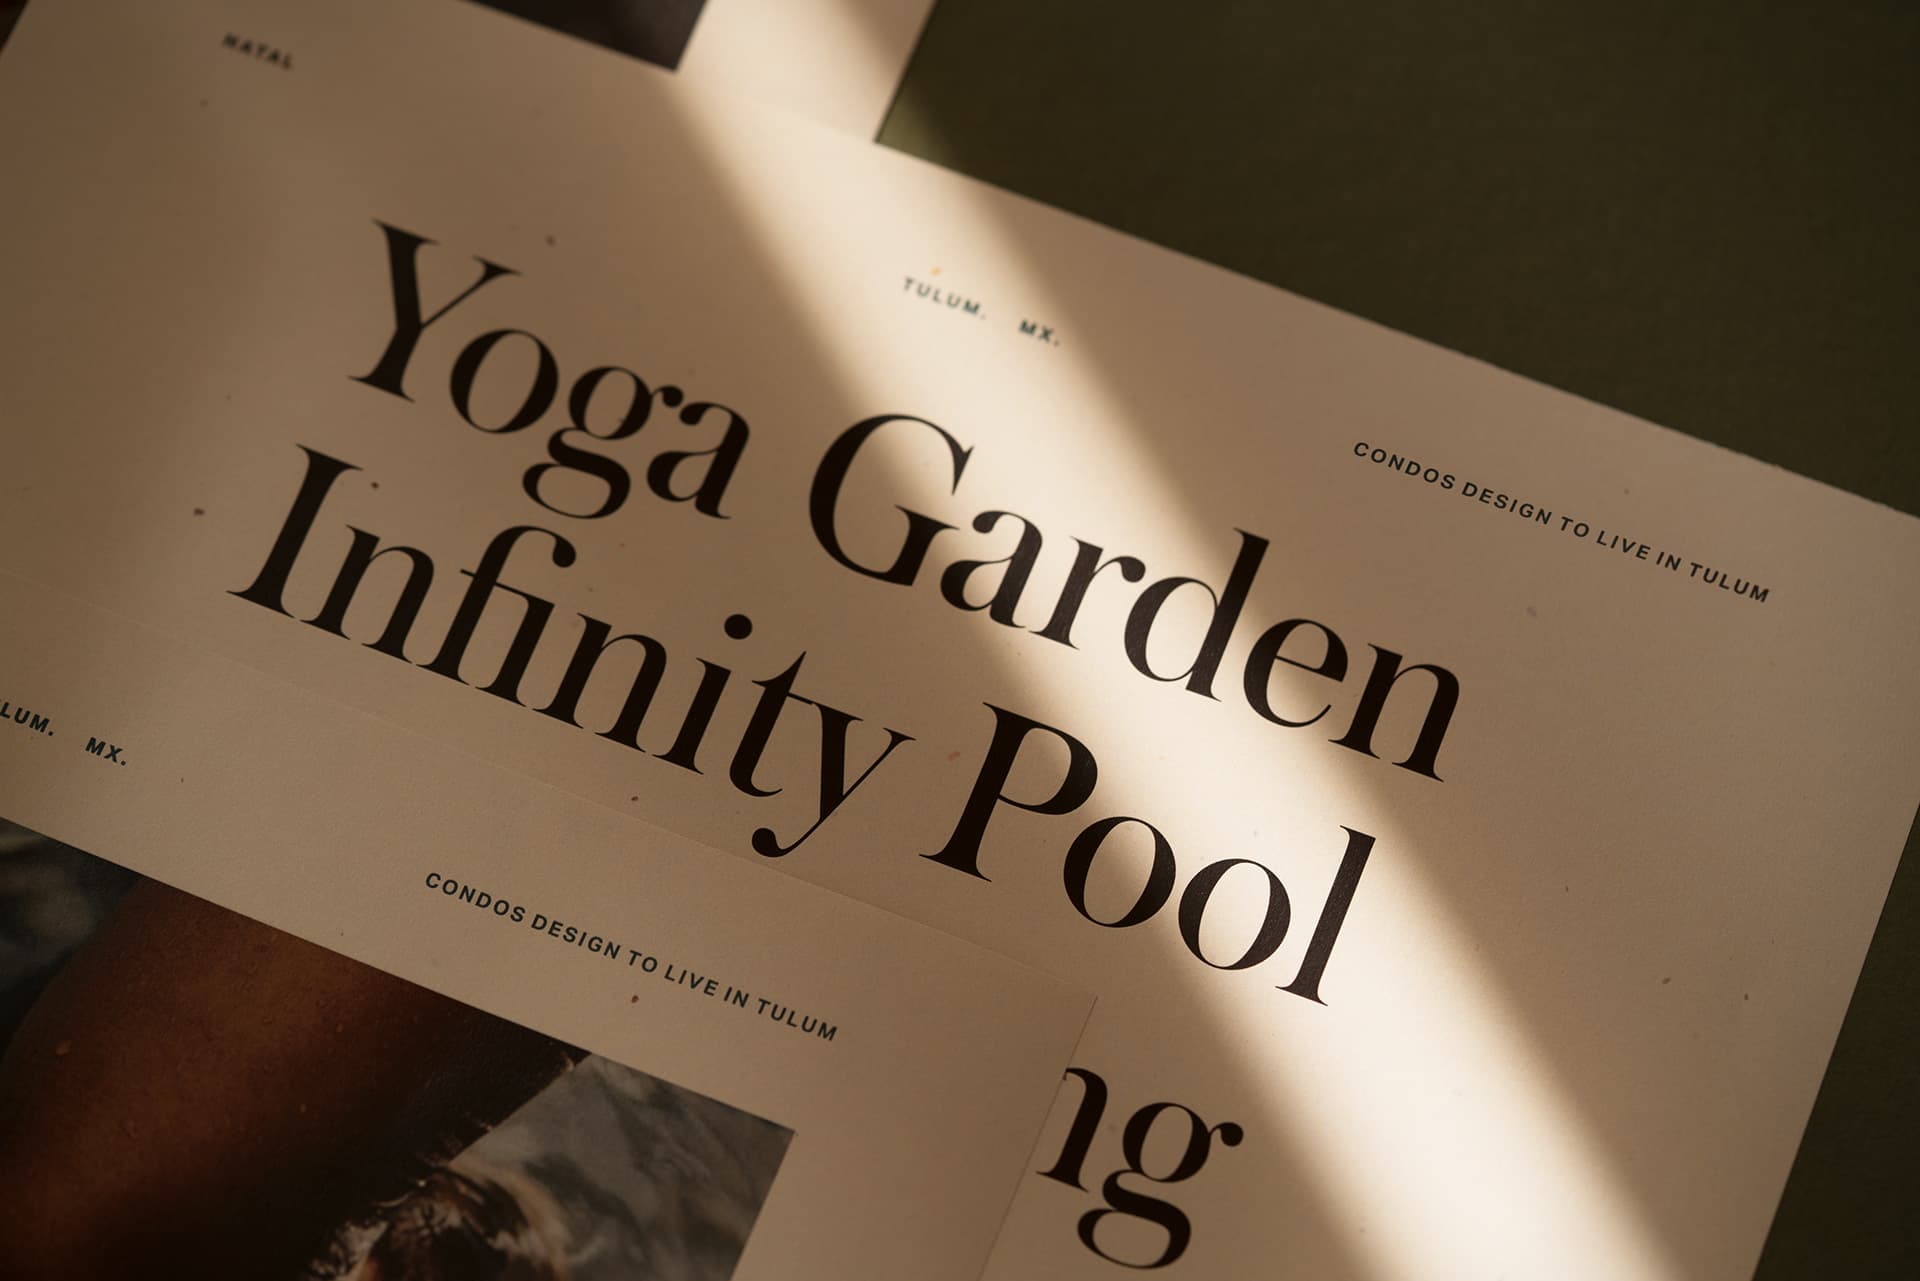 NATAL
TULUM. MX.
CONDOS DESIGN TO LIVE IN TULUM
Yoga Garden
Infinity Pool
LUM. MX.
CONDOS DESIGN TO LIVE IN TULUM
ng